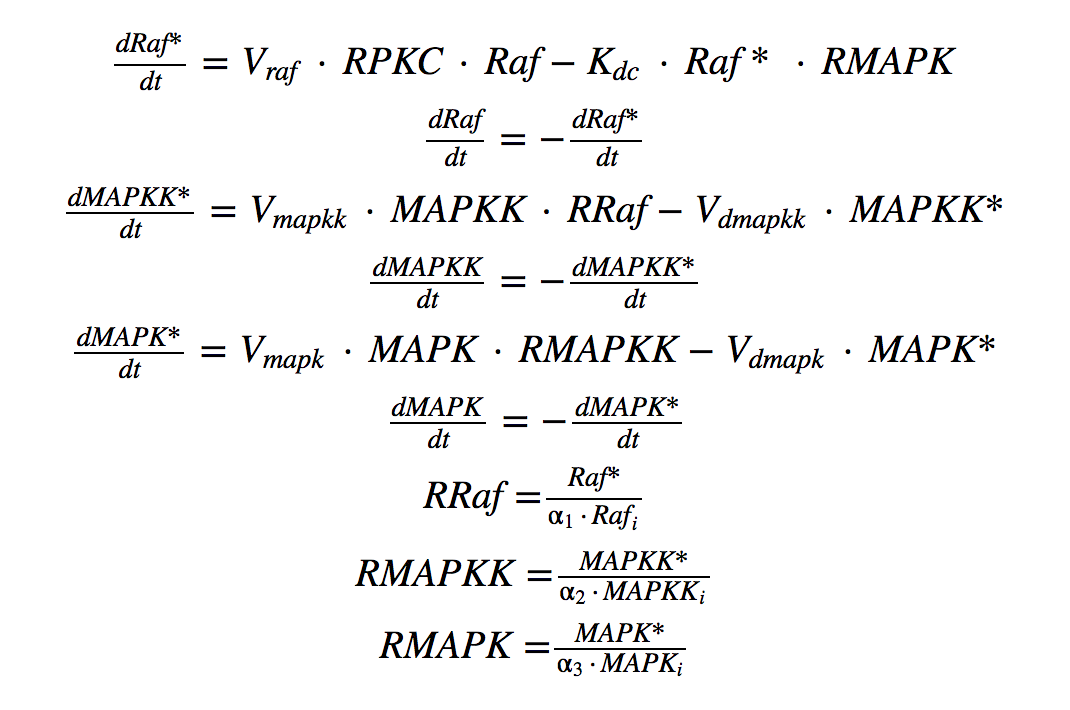 dRaf*/dt = V_raf · RPKC · Raf − K_dc · Raf * · RMAPK
dRaf/dt = − dRaf*/dt
dMAPKK*/dt = V_mapkk · MAPKK · RRaf − V_dmapkk · MAPKK*
dMAPKK/dt = − dMAPKK*/dt
dMAPK*/dt = V_mapk · MAPK · RMAPKK − V_dmapk · MAPK*
dMAPK/dt = − dMAPK*/dt
RRaf = Raf*/α₁ · Raf_i
RMAPKK = MAPKK*/α₂ · MAPKK_i
RMAPK = MAPK*/α₃ · MAPK_i